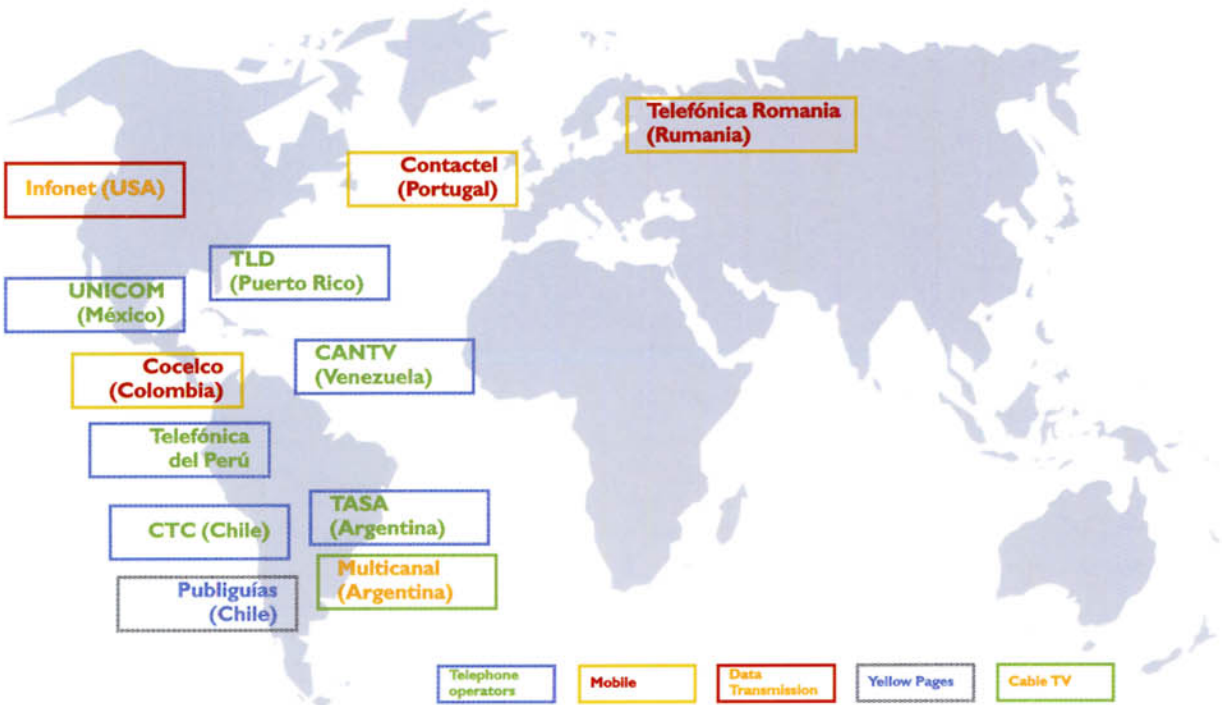 Telefónica Romania
(Rumania)
Contactel
(Portugal)
Infonet (USA)
TLD
(Puerto Rico)
UNICOM
(México)
CANTV
(Venezuela)
Cocelco
(Colombia)
Telefónica
del Perú
TASA
(Argentina)
CTC (Chile)
Multicanal
(Argentina)
Publiguías
(Chile)
Telephone
operators
Mobile
Data
Transmission
Yellow Pages
Cable TV